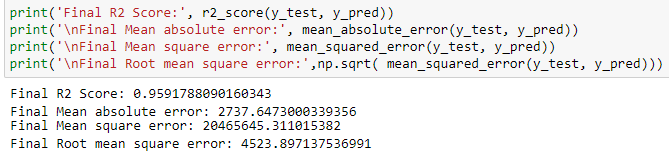 print('Final R2 Score:', r2_score(y_test, y_pred))
print('\nFinal Mean absolute error:', mean_absolute_error(y_test, y_pred))
print('\nFinal Mean square error:', mean_squared_error(y_test, y_pred))
print('\nFinal Root mean square error:',np.sqrt( mean_squared_error(y_test, y_pred)))
Final R2 Score: 0.9591788090160343
Final Mean absolute error: 2737.6473000339356
Final Mean square error: 20465645.311015382
Final Root mean square error: 4523.897137536991